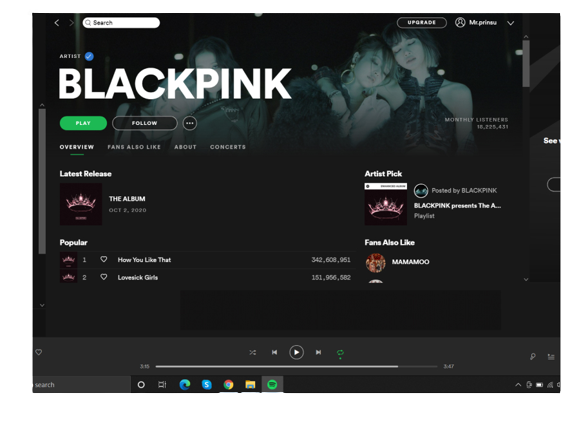 Search
UPGRADE
Mr.prinsu
ARTIST
BLACKPINK
PLAY
FOLLOW
MONTHLY LISTENERS
16,225,431
OVERVIEW
FANS ALSO LIKE
ABOUT
CONCERTS
See
Latest Release
THE ALBUM
OCT 2, 2020
Artist Pick
Posted by BLACKPINK
BLACKPINK presents The A...
Playlist
Popular
1 How You Like That 342,608,951
2 Lovesick Girls 151,956,582
Fans Also Like
MAMAMOO
3:15
3:47
search